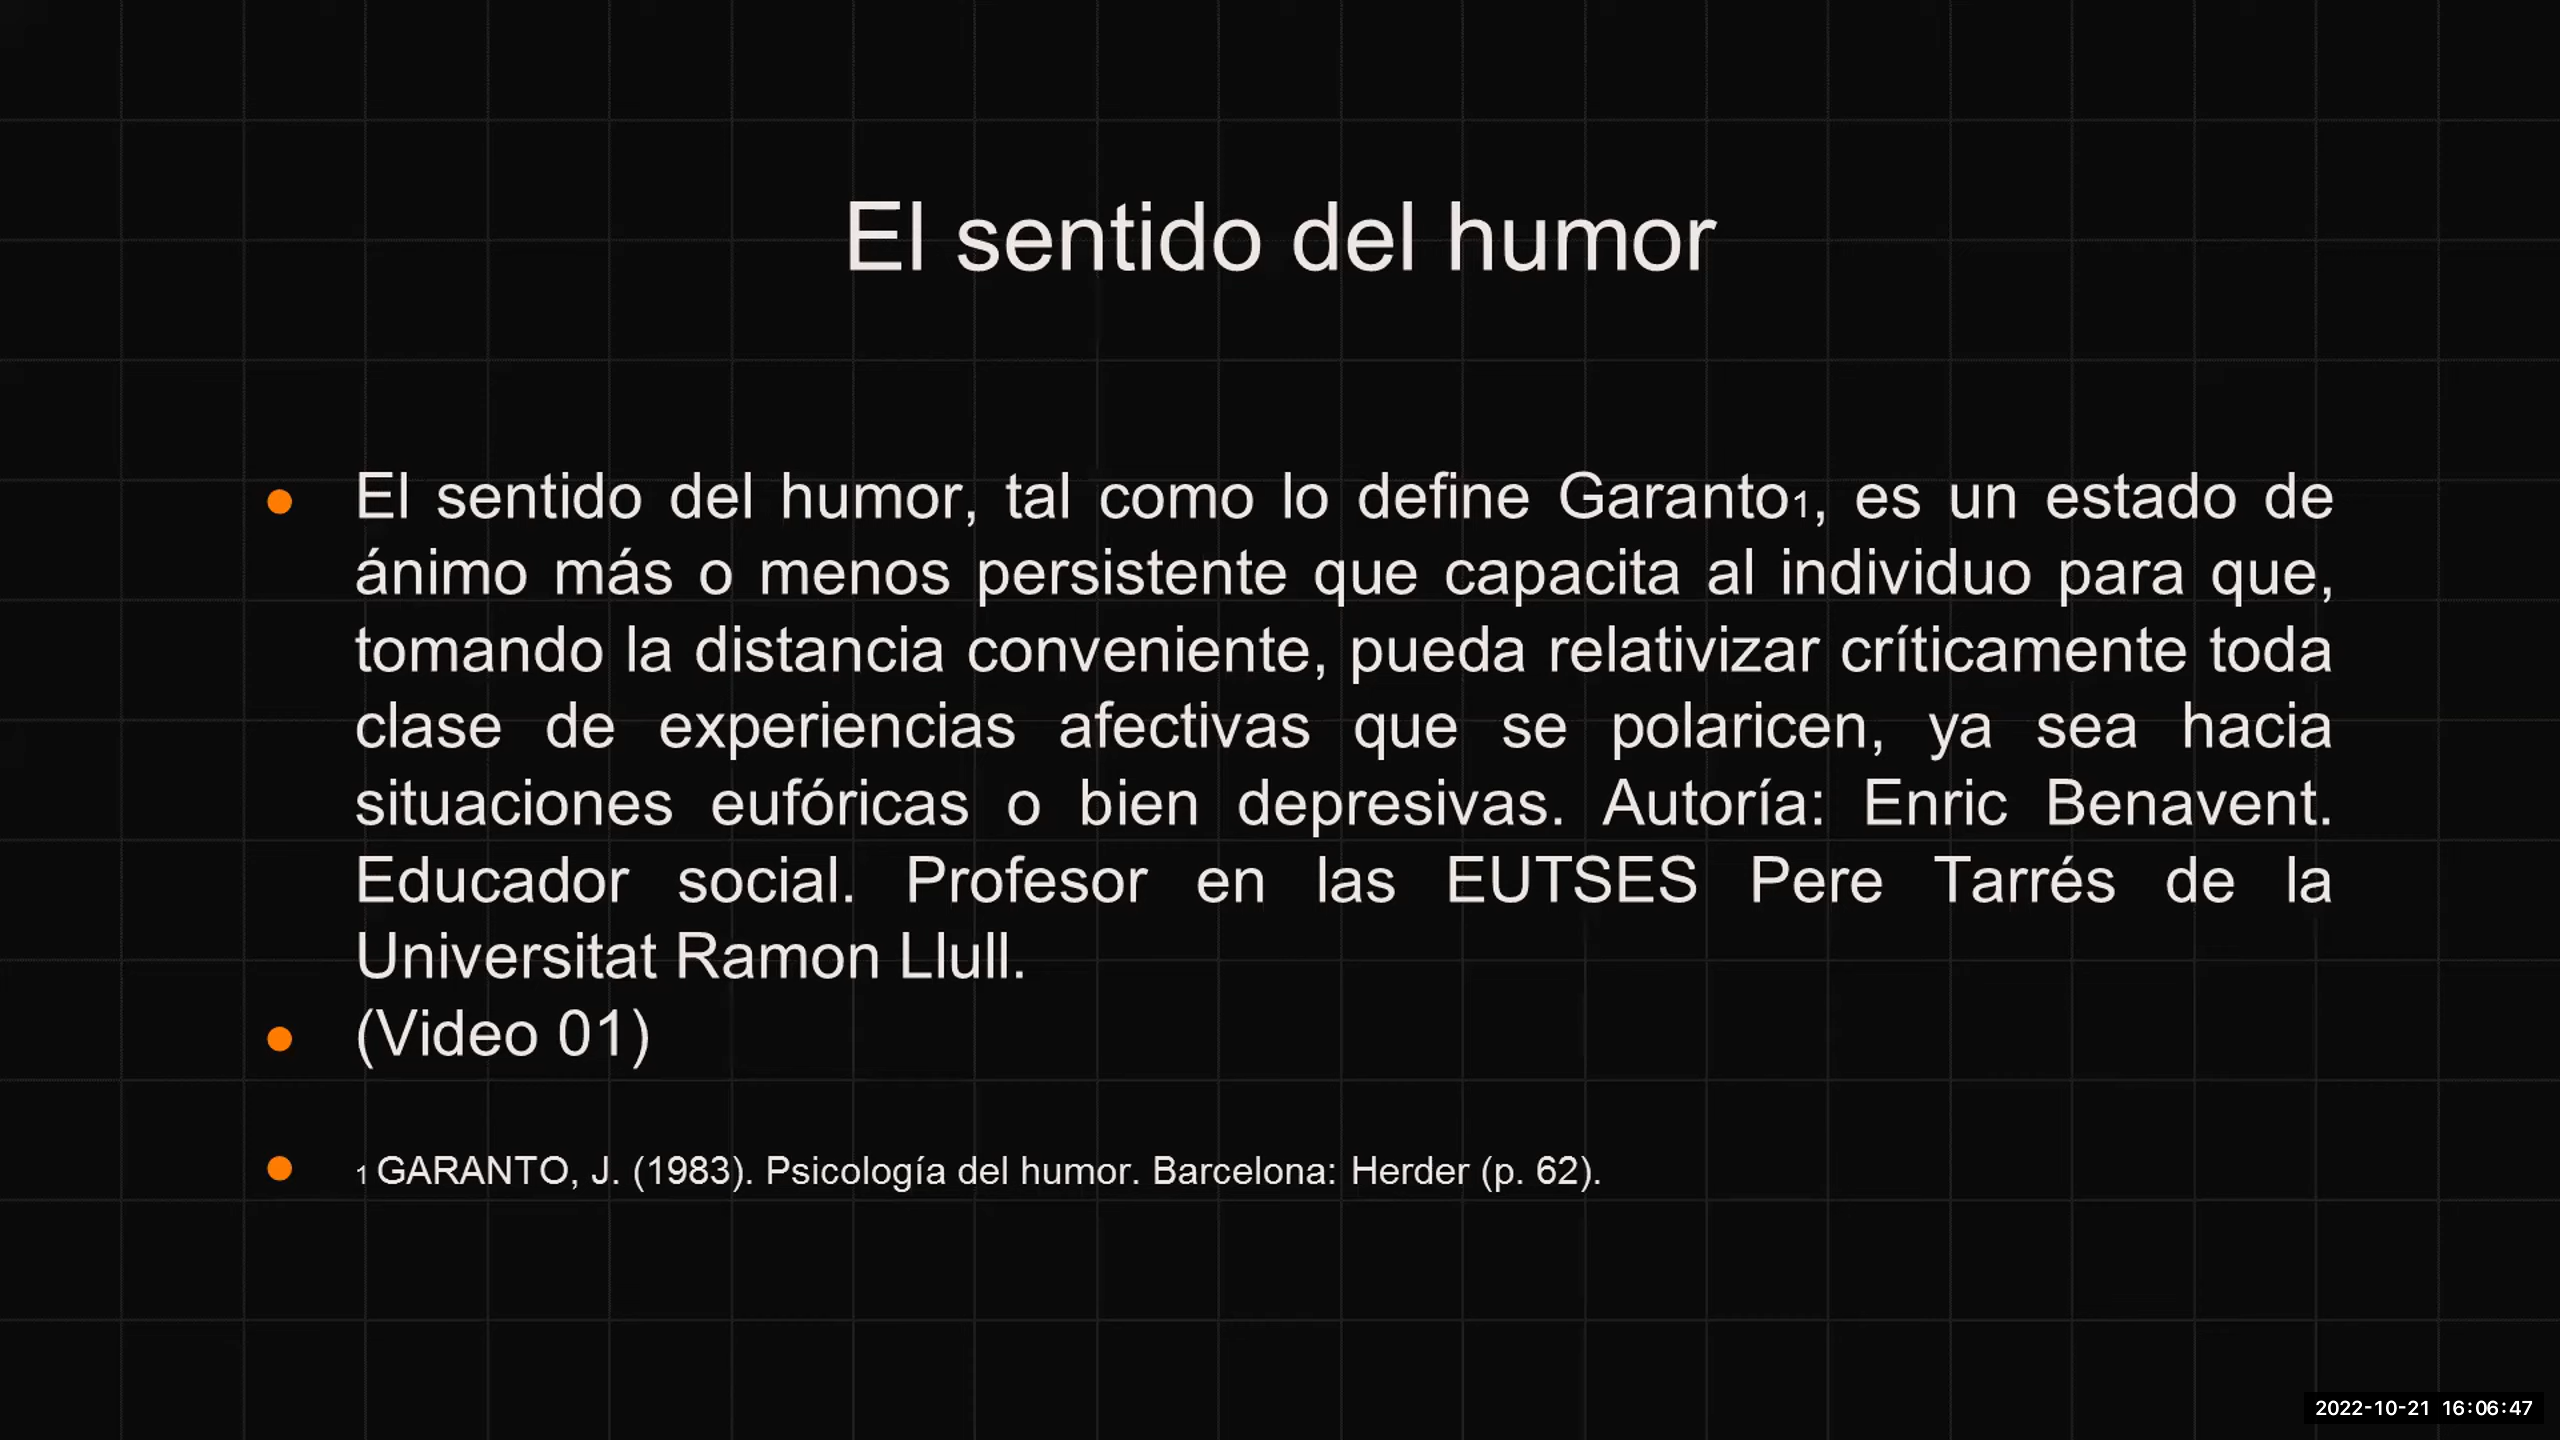 El sentido del humor
El sentido del humor, tal como lo define Garanto1, es un estado de
ánimo más o menos persistente que capacita al individuo para que,
tomando la distancia conveniente, pueda relativizar críticamente toda
clase de experiencias afectivas que se polaricen, ya sea hacia
situaciones eufóricas o bien depresivas. Autoría: Enric Benavent.
Educador social. Profesor en las EUTSES Pere Tarrés de la
Universitat Ramon Llull.
(Video 01)
1 GARANTO, J. (1983). Psicología del humor. Barcelona: Herder (p. 62).
2022-10-21 16:06:47